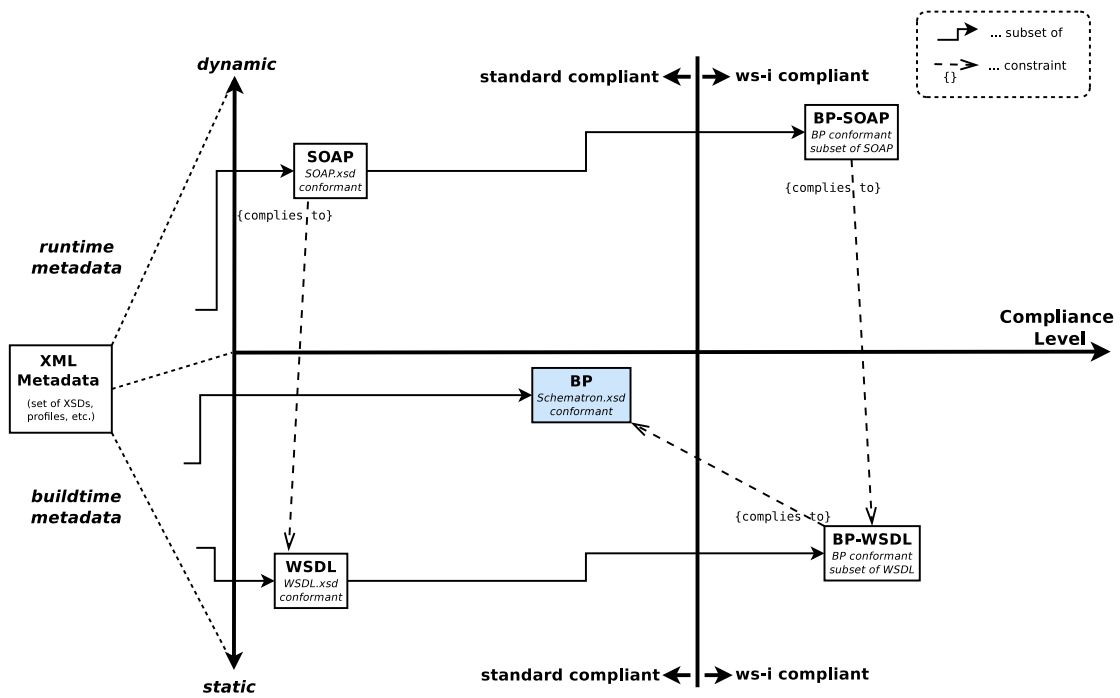 ... subset of
... constraint
{}
dynamic
standard compliant
ws-i compliant
BP-SOAP
BP conformant
subset of SOAP
SOAP
SOAP.xsd
conformant
{complies to}
{complies to}
runtime
metadata
Compliance
Level
XML
Metadata
(set of XSDs,
profiles, etc.)
BP
Schematron.xsd
conformant
buildtime
metadata
{complies to}
BP-WSDL
BP conformant
subset of WSDL
WSDL
WSDL.xsd
conformant
standard compliant
ws-i compliant
static